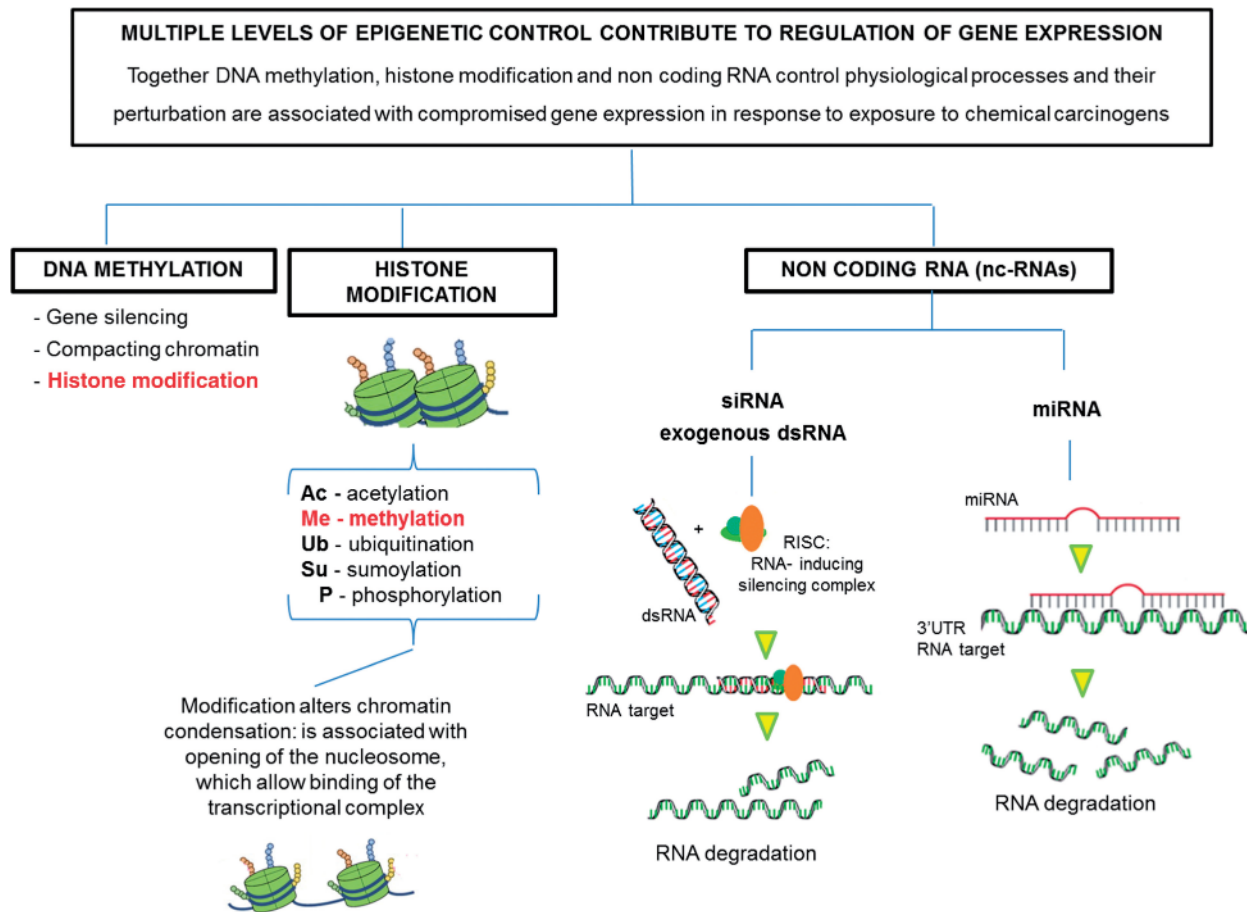 MULTIPLE LEVELS OF EPIGENETIC CONTROL CONTRIBUTE TO REGULATION OF GENE EXPRESSION
Together DNA methylation, histone modification and non coding RNA control physiological processes and their
perturbation are associated with compromised gene expression in response to exposure to chemical carcinogens
DNA METHYLATION
- Gene silencing
- Compacting chromatin
- Histone modification
HISTONE
MODIFICATION
Ac - acetylation
Me - methylation
Ub - ubiquitination
Su - sumoylation
P - phosphorylation
Modification alters chromatin
condensation: is associated with
opening of the nucleosome,
which allow binding of the
transcriptional complex
NON CODING RNA (nc-RNAs)
siRNA
exogenous dsRNA
+
RISC:
RNA- inducing
silencing complex
dsRNA
RNA target
RNA degradation
miRNA
miRNA
3'UTR
RNA target
RNA degradation